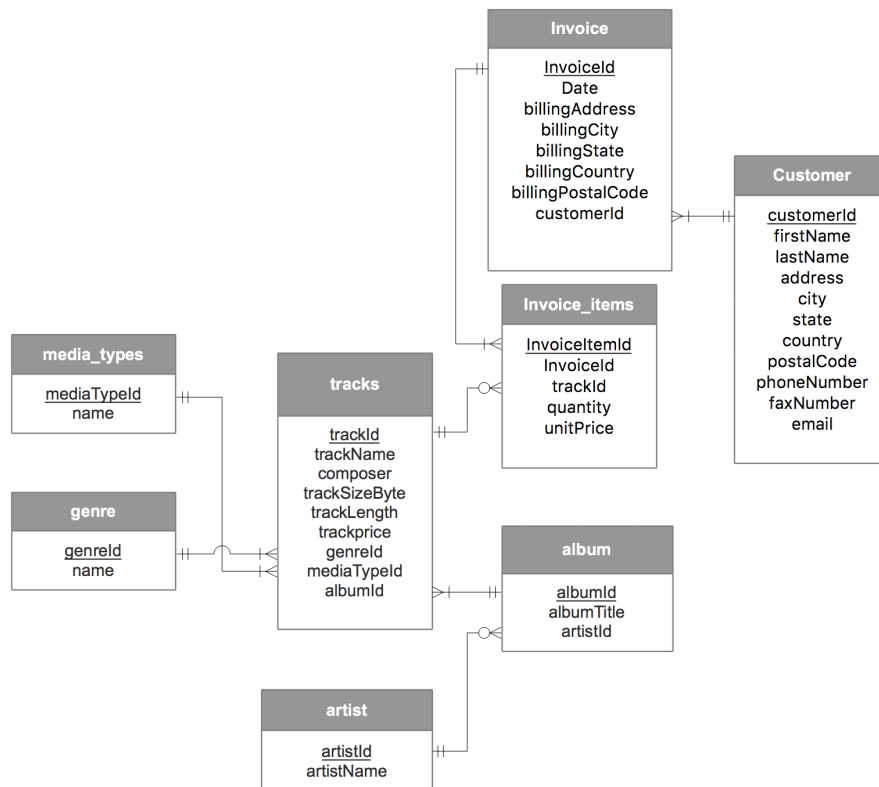 Invoice
InvoiceId
Date
billingAddress
billingCity
billingState
billingCountry
billingPostalCode
customerId
Customer
customerId
firstName
lastName
address
city
state
country
postalCode
phoneNumber
faxNumber
email
Invoice_items
InvoiceItemId
InvoiceId
trackId
quantity
unitPrice
media_types
mediaTypeId
name
tracks
trackId
trackName
composer
trackSizeByte
trackLength
trackprice
genreId
mediaTypeId
albumId
genre
genreId
name
album
albumId
albumTitle
artistId
artist
artistId
artistName